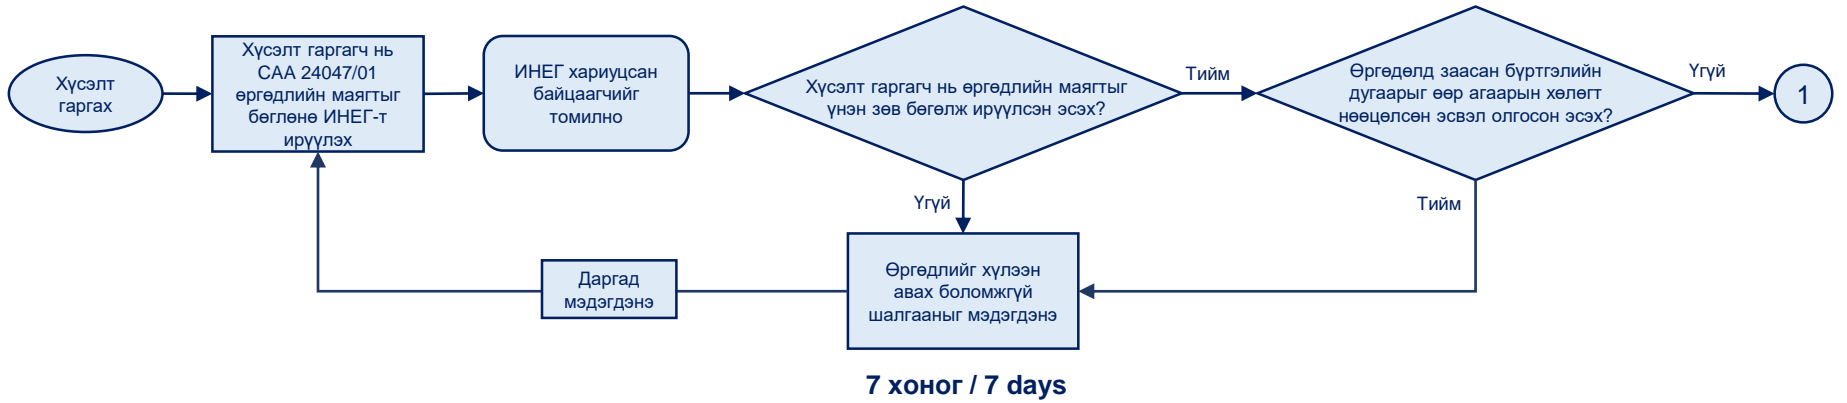 Хүсэлт
гаргах
Хүсэлт гаргагч нь
САА 24047/01
өргөдлийн маягтыг
бөглөнө ИНЕГ-т
ирүүлэх
ИНЕГ хариуцсан
байцаагчийг
томилно
Хүсэлт гаргагч нь өргөдлийн маягтыг
үнэн зөв бөгөлж ирүүлсэн эсэх?
Тийм
Өргөдөлд заасан бүртгэлийн
дугаарыг өөр агаарын хөлөгт
нөөцөлсөн эсвэл олгосон эсэх?
Үгүй
1
Үгүй
Тийм
Өргөдлийг хүлээн
авах боломжгүй
шалгааныг мэдэгдэнэ
Даргад
мэдэгдэнэ
7 хоног / 7 days